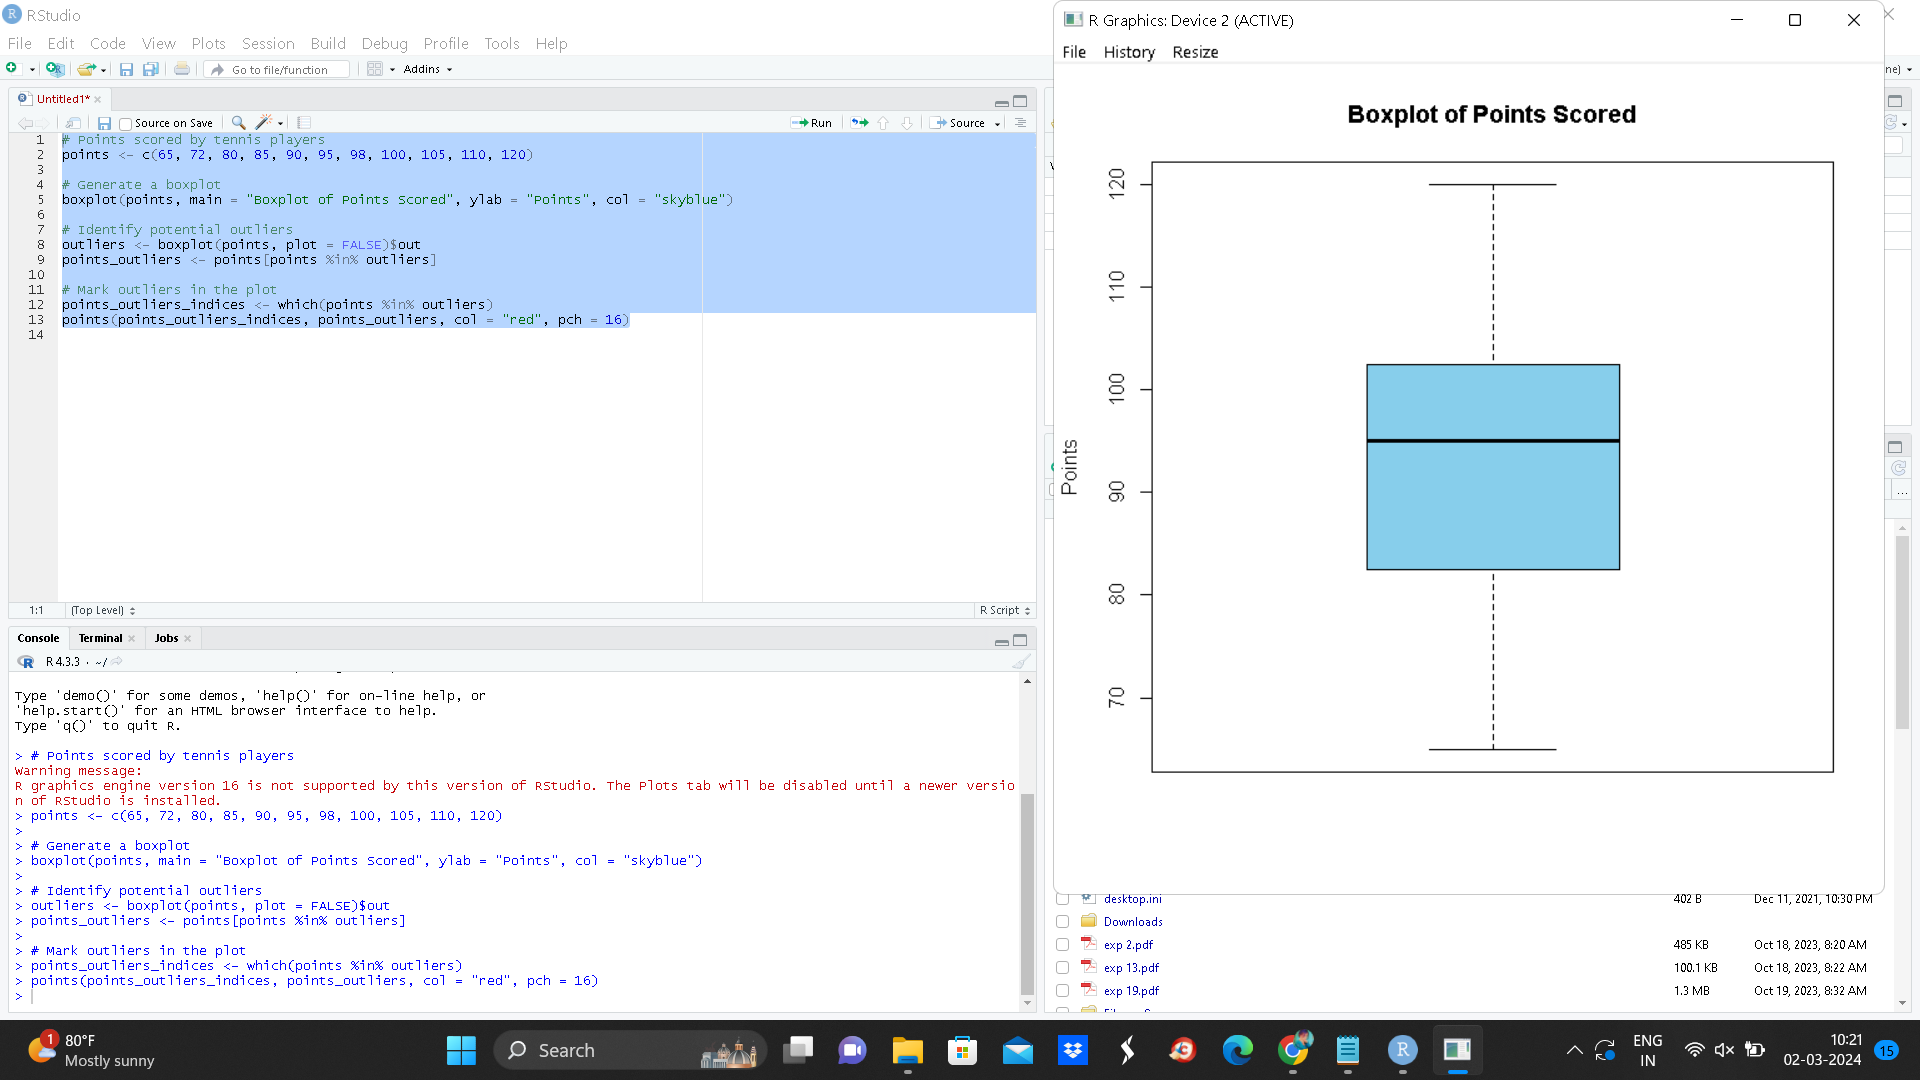 RStudio
File Edit Code View Plots Session Build Debug Profile Tools Help
Go to file/function
Addins
Untitled1*
Source on Save
Run
Source
1 # Points scored by tennis players
2 points <- c(65, 72, 80, 85, 90, 95, 98, 100, 105, 110, 120)
3
4 # Generate a boxplot
5 boxplot(points, main = "Boxplot of Points Scored", ylab = "Points", col = "skyblue")
6
7 # Identify potential outliers
8 outliers <- boxplot(points, plot = FALSE)$out
9 points_outliers <- points[points %in% outliers]
10
11 # Mark outliers in the plot
12 points_outliers_indices <- which(points %in% outliers)
13 points(points_outliers_indices, points_outliers, col = "red", pch = 16)
14
1:1 (Top Level) R Script
Console Terminal Jobs
R 4.3.3 · ~/
Type 'demo()' for some demos, 'help()' for on-line help, or
'help.start()' for an HTML browser interface to help.
Type 'q()' to quit R.
> # Points scored by tennis players
Warning message:
R graphics engine version 16 is not supported by this version of RStudio. The Plots tab will be disabled until a newer versio
n of RStudio is installed.
> points <- c(65, 72, 80, 85, 90, 95, 98, 100, 105, 110, 120)
>
> # Generate a boxplot
> boxplot(points, main = "Boxplot of Points Scored", ylab = "Points", col = "skyblue")
>
> # Identify potential outliers
> outliers <- boxplot(points, plot = FALSE)$out
> points_outliers <- points[points %in% outliers]
>
> # Mark outliers in the plot
> points_outliers_indices <- which(points %in% outliers)
> points(points_outliers_indices, points_outliers, col = "red", pch = 16)
>
R Graphics: Device 2 (ACTIVE)
File History Resize
Boxplot of Points Scored
Points
120
110
100
90
80
70
ne)
desktop.ini 402 B Dec 11, 2021, 10:30 PM
Downloads
exp 2.pdf 485 KB Oct 18, 2023, 8:20 AM
exp 13.pdf 100.1 KB Oct 18, 2023, 8:22 AM
exp 19.pdf 1.3 MB Oct 19, 2023, 8:32 AM
1
80°F
Mostly sunny
Search
ENG
IN
10:21
02-03-2024
15